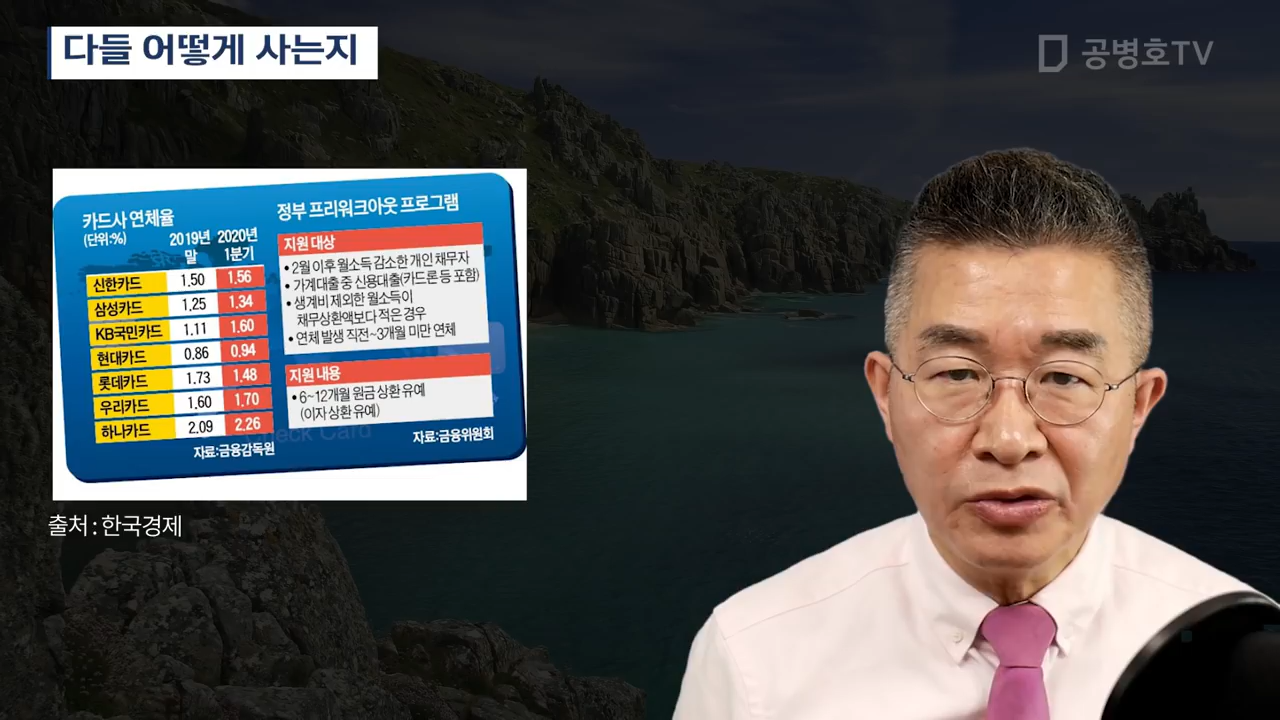 다들 어떻게 사는지
공병호TV
카드사 연체율
(단위:%)
2019년 말
2020년 1분기
신한카드 1.50 1.56
삼성카드 1.25 1.34
KB국민카드 1.11 1.60
현대카드 0.86 0.94
롯데카드 1.73 1.48
우리카드 1.60 1.70
하나카드 2.09 2.26
자료:금융감독원
정부 프리워크아웃 프로그램
지원 대상
• 2월 이후 월소득 감소한 개인 채무자
• 가계대출 중 신용대출(카드론 등 포함)
• 생계비 제외한 월소득이
채무상환액보다 적은 경우
• 연체 발생 직전~3개월 미만 연체
지원 내용
• 6~12개월 원금 상환 유예
(이자 상환 유예)
자료:금융위원회
Check Card
출처 : 한국경제